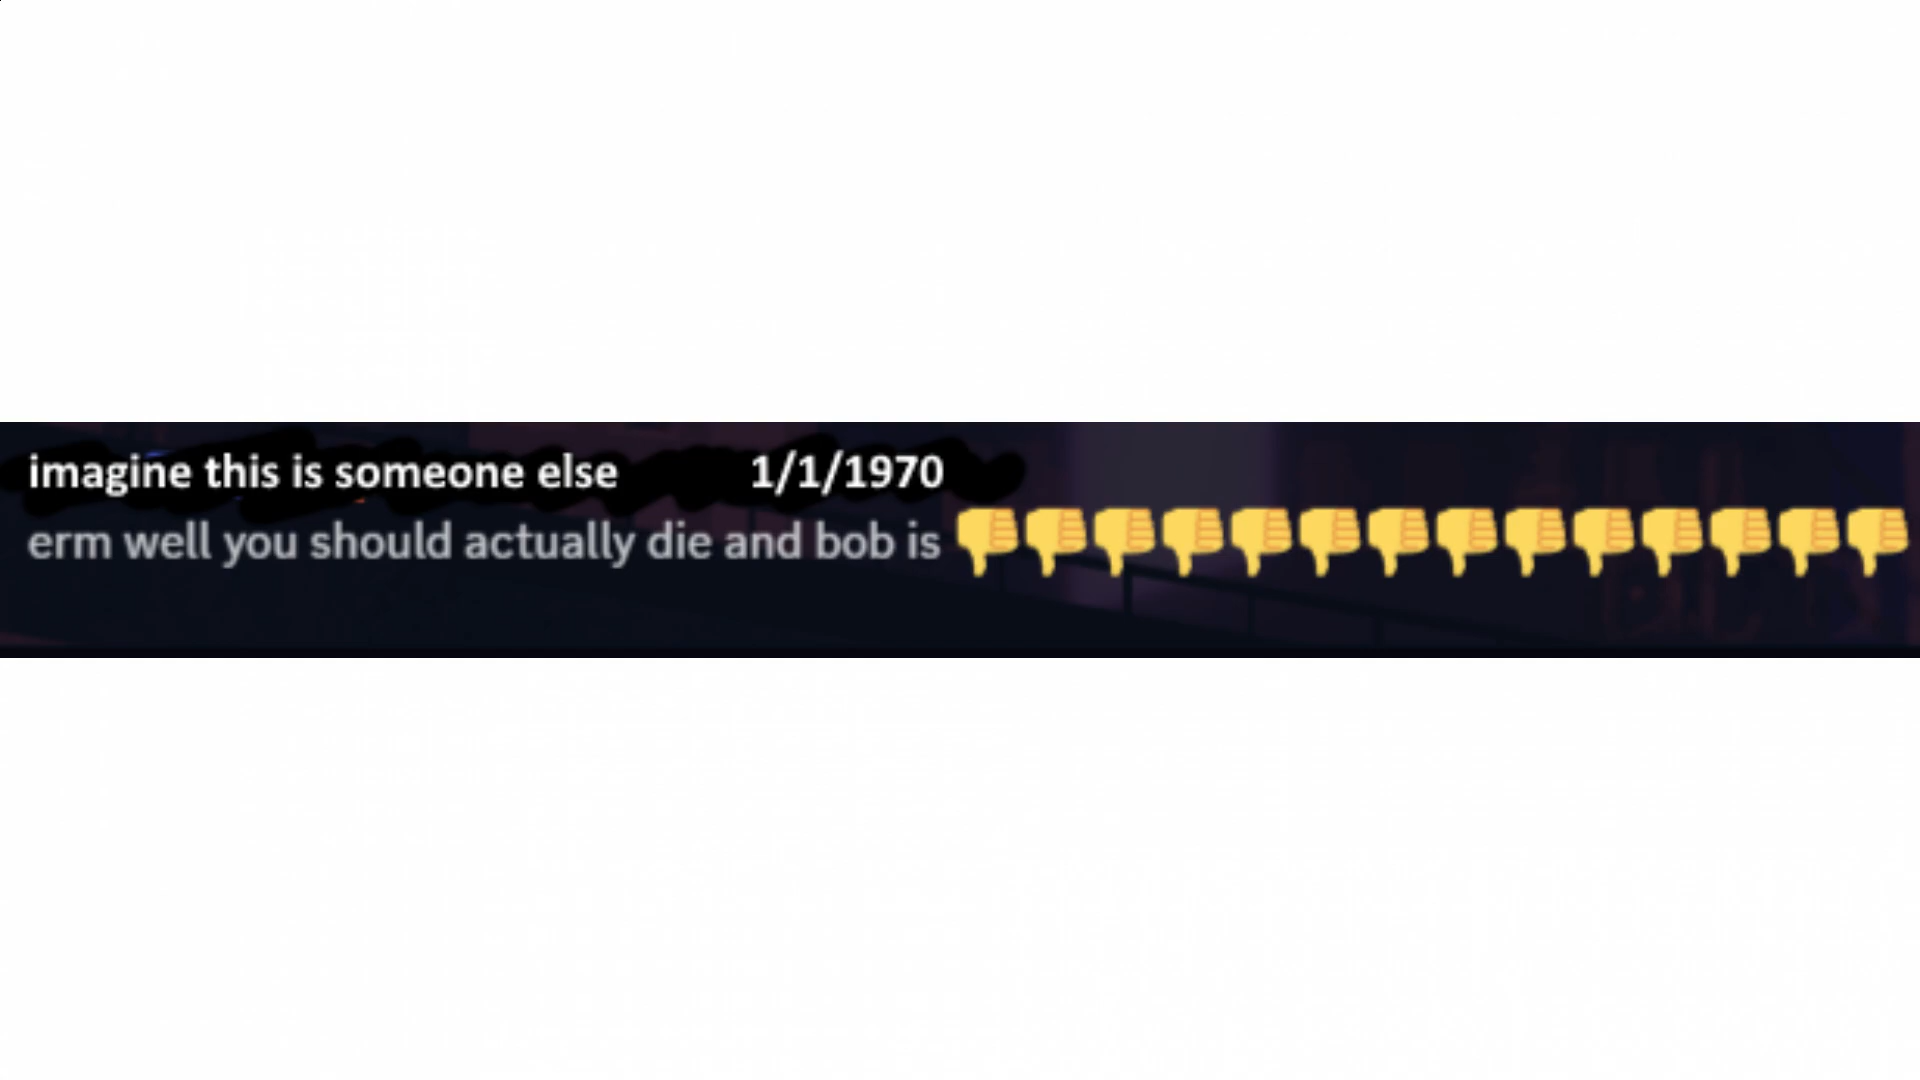 imagine this is someone else 1/1/1970
erm well you should actually die and bob is 👎👎👎👎👎👎👎👎👎👎👎👎👎👎